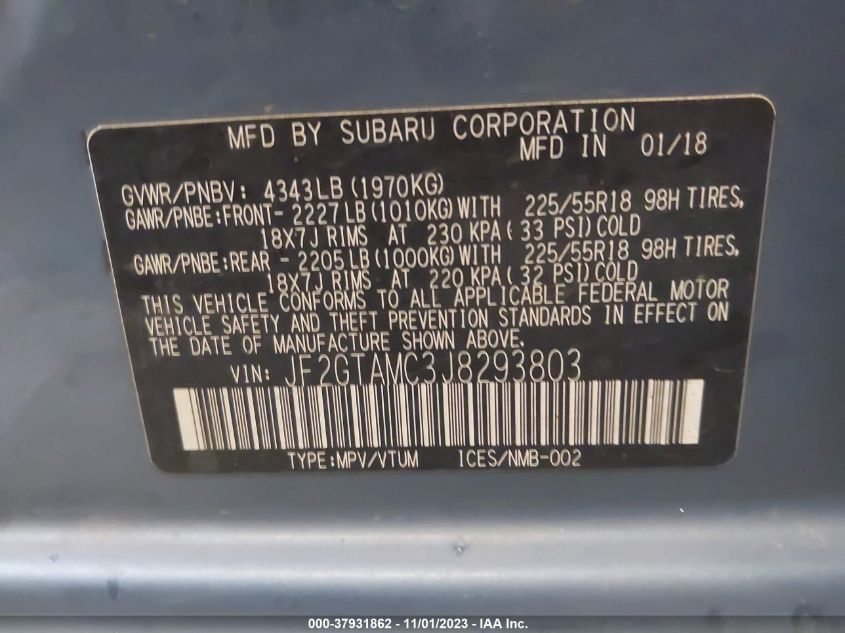 MFD BY SUBARU CORPORATION
MFD IN 01/18
GVWR/PNBV: 4343LB(1970KG)
GAWR/PNBE:FRONT- 2227LB(1010KG)WITH 225/55R18 98H TIRES,
18X7J RIMS AT 230 KPA(33 PSI)COLD
GAWR/PNBE:REAR - 2205LB(1000KG)WITH 225/55R18 98H TIRES,
18X7J RIMS AT 220 KPA(32 PSI)COLD
THIS VEHICLE CONFORMS TO ALL APPLICABLE FEDERAL MOTOR
VEHICLE SAFETY AND THEFT PREVENTION STANDARDS IN EFFECT ON
THE DATE OF MANUFACTURE SHOWN ABOVE.
VIN: JF2GTAMC3J8293803
TYPE:MPV/VTUM ICES/NMB-002
000-37931862 - 11/01/2023 - IAA Inc.